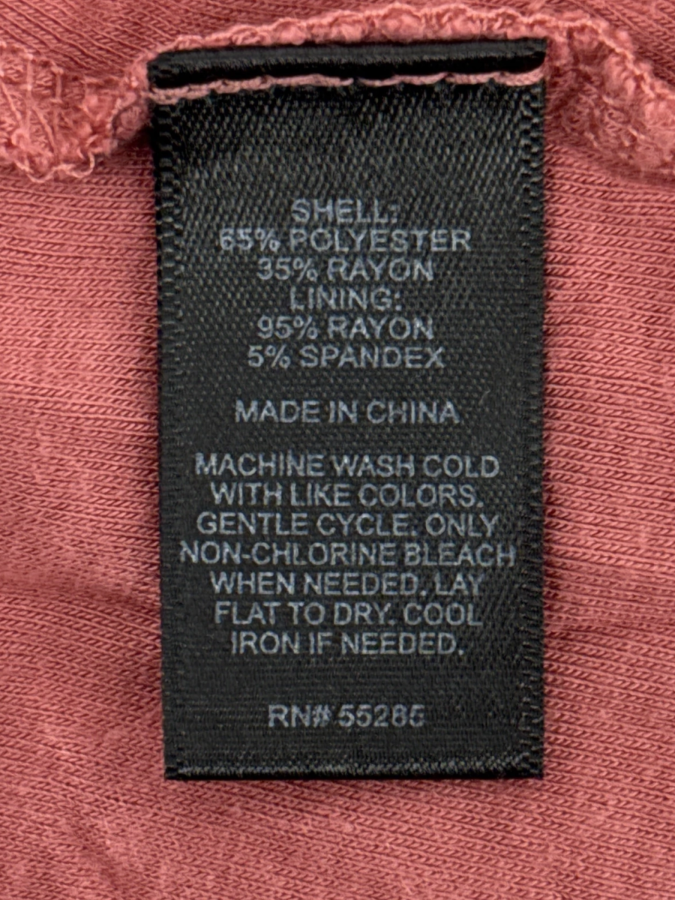 SHELL:
65% POLYESTER
35% RAYON
LINING:
95% RAYON
5% SPANDEX
MADE IN CHINA
MACHINE WASH COLD
WITH LIKE COLORS.
GENTLE CYCLE. ONLY
NON-CHLORINE BLEACH
WHEN NEEDED. LAY
FLAT TO DRY. COOL
IRON IF NEEDED.
RN# 55285